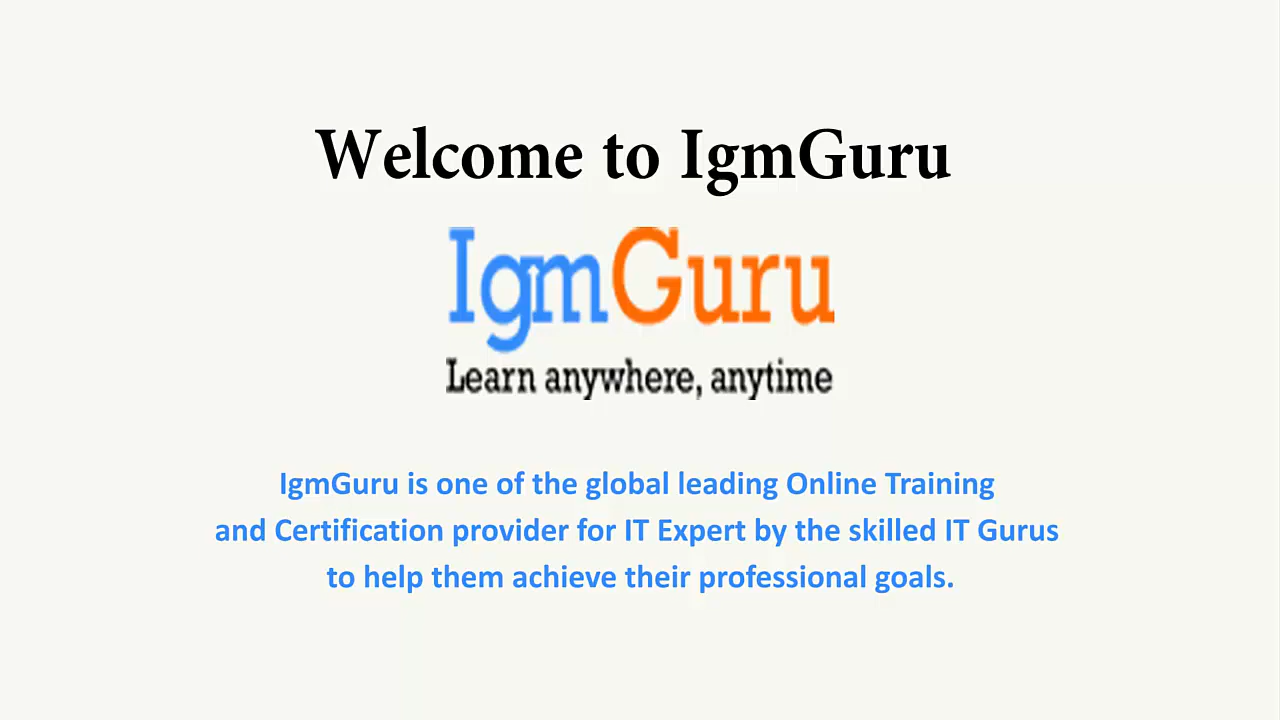 Welcome to IgmGuru
IgmGuru
Learn anywhere, anytime
IgmGuru is one of the global leading Online Training
and Certification provider for IT Expert by the skilled IT Gurus
to help them achieve their professional goals.